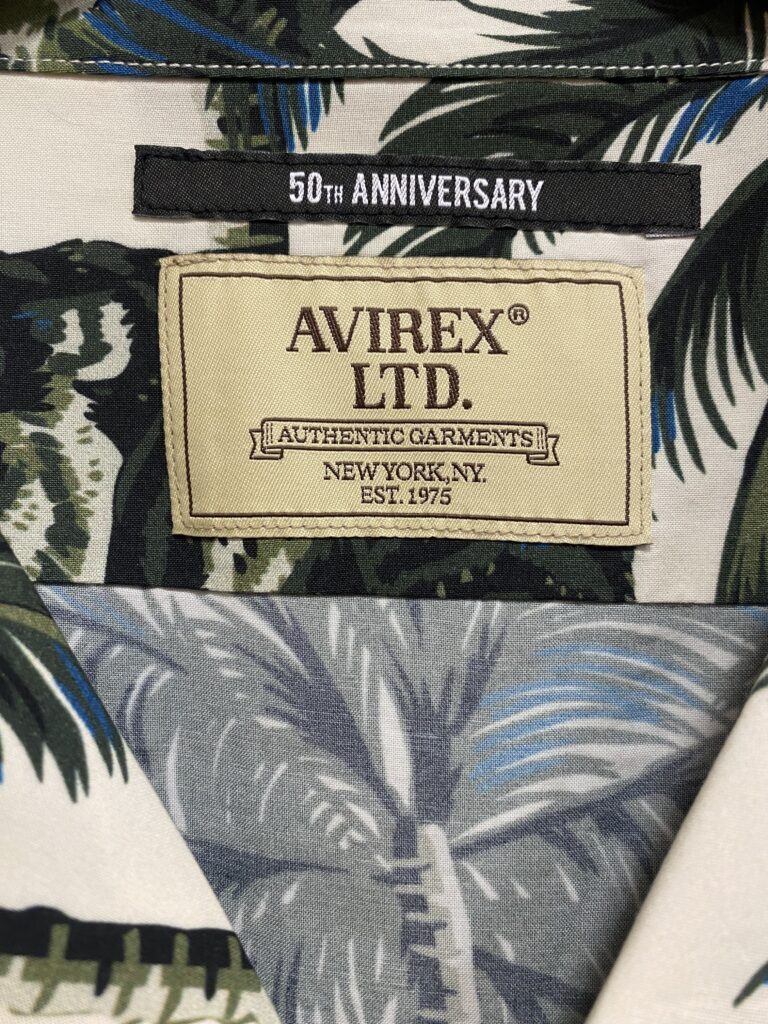 50TH ANNIVERSARY
AVIREX®
LTD.
AUTHENTIC GARMENTS
NEW YORK, NY.
EST. 1975